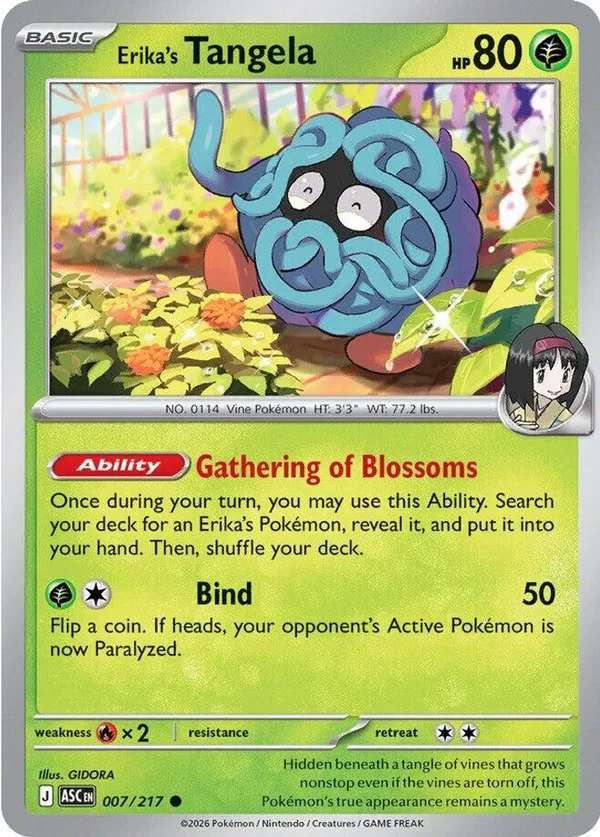 BASIC
Erika's Tangela
HP 80
NO. 0114 Vine Pokémon HT: 3'3" WT: 77.2 lbs.
Ability Gathering of Blossoms
Once during your turn, you may use this Ability. Search
your deck for an Erika's Pokémon, reveal it, and put it into
your hand. Then, shuffle your deck.
Bind 50
Flip a coin. If heads, your opponent's Active Pokémon is
now Paralyzed.
weakness ×2 resistance retreat
Illus. GIDORA
Hidden beneath a tangle of vines that grows
nonstop even if the vines are torn off, this
Pokémon's true appearance remains a mystery.
J ASC EN 007/217
©2026 Pokémon / Nintendo / Creatures / GAME FREAK